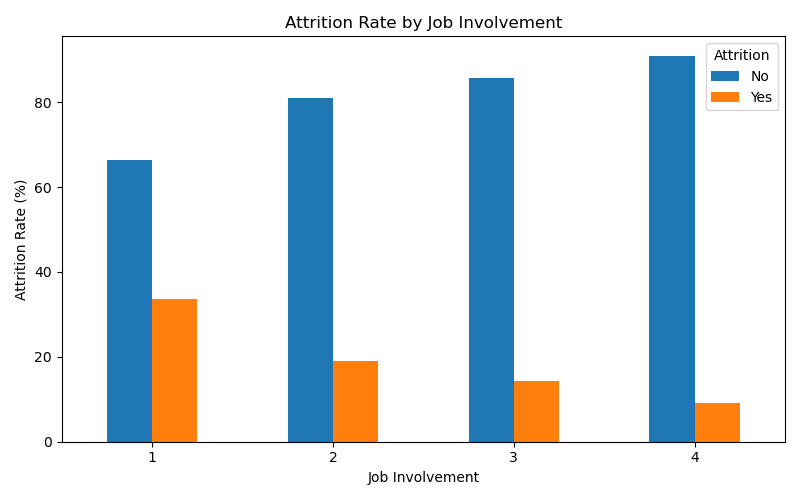 Attrition Rate by Job Involvement
Attrition
No
Yes
80
60
40
20
0
Attrition Rate (%)
1 2 3 4
Job Involvement